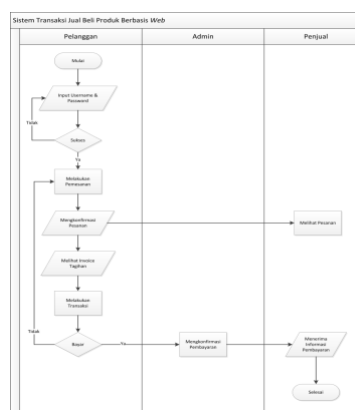 Sistem Transaksi Jual Beli Produk Berbasis Web
Pelanggan
Admin
Penjual
Mulai
Input Username &
Password
Tidak
Sukses
Ya
Melakukan
Pemesanan
Mengkonfirmasi
Pesanan
Melihat Pesanan
Melihat Invoice
Tagihan
Melakukan
Transaksi
Tidak
Bayar
Ya
Mengkonfirmasi
Pembayaran
Menerima
Informasi
Pembayaran
Selesai